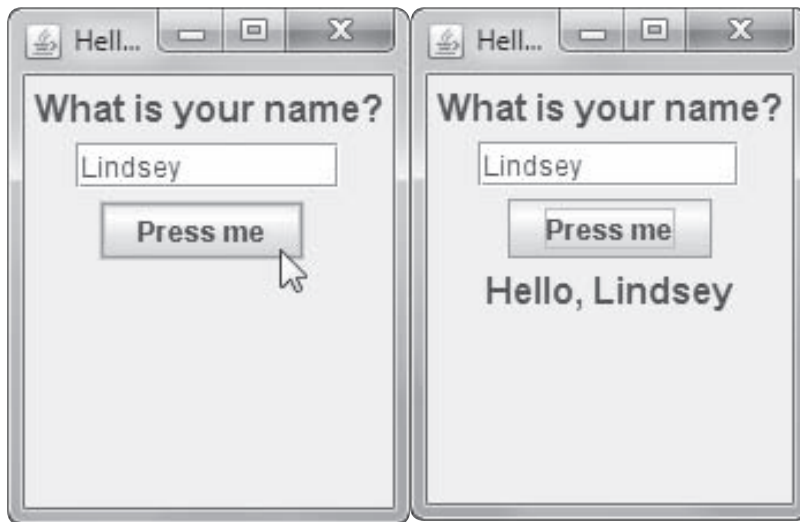 Hell...
What is your name?
Lindsey
Press me
Hell...
What is your name?
Lindsey
Press me
Hello, Lindsey